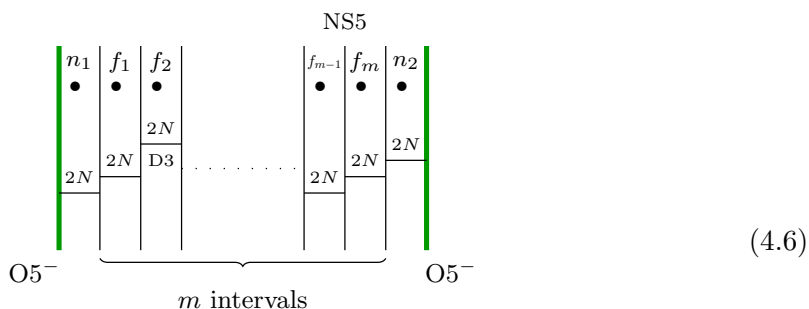 NS5
n₁ f₁ f₂ fₘ₋₁ fₘ n₂
2N 2N 2N 2N 2N 2N
D3
(4.6)
O5⁻ O5⁻
m intervals